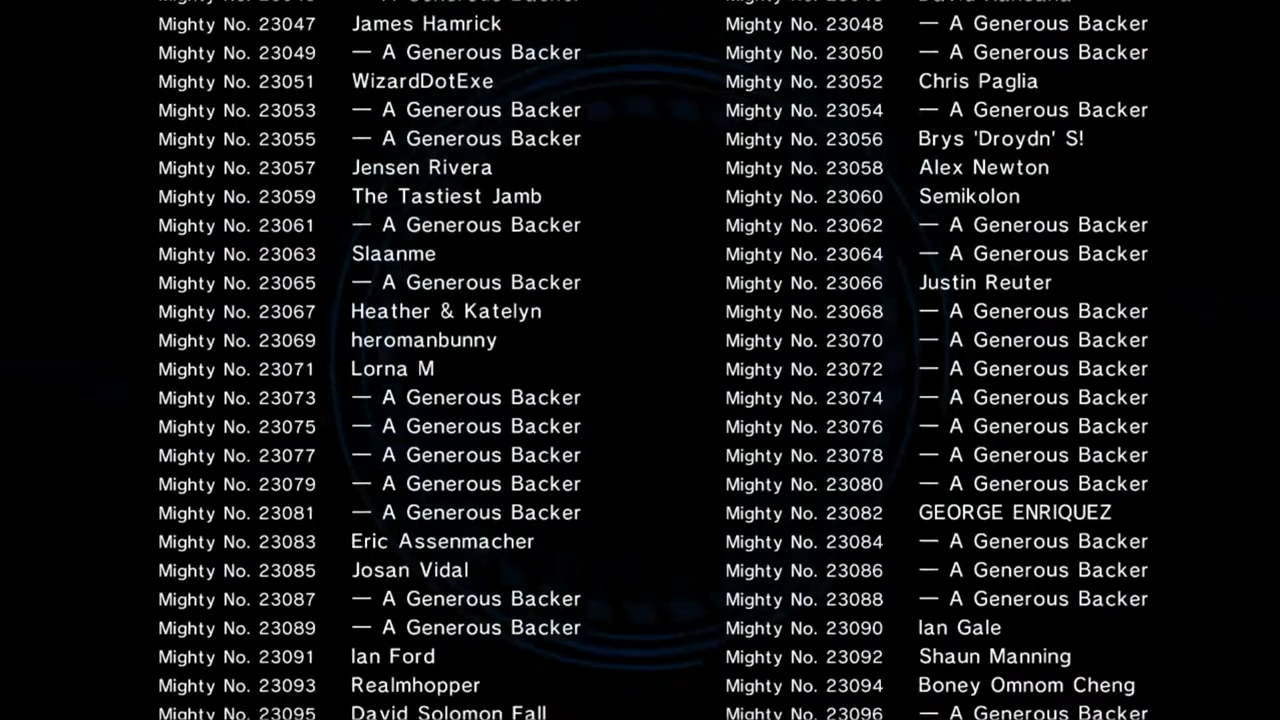 Mighty No. 23047 James Hamrick Mighty No. 23048 — A Generous Backer
Mighty No. 23049 — A Generous Backer Mighty No. 23050 — A Generous Backer
Mighty No. 23051 WizardDotExe Mighty No. 23052 Chris Paglia
Mighty No. 23053 — A Generous Backer Mighty No. 23054 — A Generous Backer
Mighty No. 23055 — A Generous Backer Mighty No. 23056 Brys 'Droydn' S!
Mighty No. 23057 Jensen Rivera Mighty No. 23058 Alex Newton
Mighty No. 23059 The Tastiest Jamb Mighty No. 23060 Semikolon
Mighty No. 23061 — A Generous Backer Mighty No. 23062 — A Generous Backer
Mighty No. 23063 Slaanme Mighty No. 23064 — A Generous Backer
Mighty No. 23065 — A Generous Backer Mighty No. 23066 Justin Reuter
Mighty No. 23067 Heather & Katelyn Mighty No. 23068 — A Generous Backer
Mighty No. 23069 heromanbunny Mighty No. 23070 — A Generous Backer
Mighty No. 23071 Lorna M Mighty No. 23072 — A Generous Backer
Mighty No. 23073 — A Generous Backer Mighty No. 23074 — A Generous Backer
Mighty No. 23075 — A Generous Backer Mighty No. 23076 — A Generous Backer
Mighty No. 23077 — A Generous Backer Mighty No. 23078 — A Generous Backer
Mighty No. 23079 — A Generous Backer Mighty No. 23080 — A Generous Backer
Mighty No. 23081 — A Generous Backer Mighty No. 23082 GEORGE ENRIQUEZ
Mighty No. 23083 Eric Assenmacher Mighty No. 23084 — A Generous Backer
Mighty No. 23085 Josan Vidal Mighty No. 23086 — A Generous Backer
Mighty No. 23087 — A Generous Backer Mighty No. 23088 — A Generous Backer
Mighty No. 23089 — A Generous Backer Mighty No. 23090 Ian Gale
Mighty No. 23091 Ian Ford Mighty No. 23092 Shaun Manning
Mighty No. 23093 Realmhopper Mighty No. 23094 Boney Omnom Cheng
Mighty No. 23095 David Solomon Fall Mighty No. 23096 — A Generous Backer